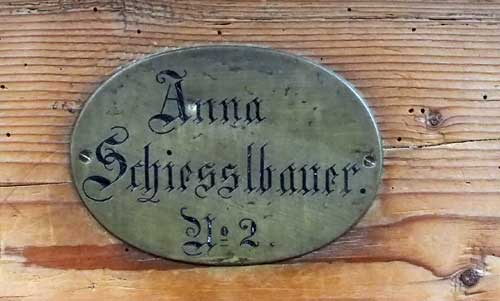 Anna
Schiesslbauer.
No 2.